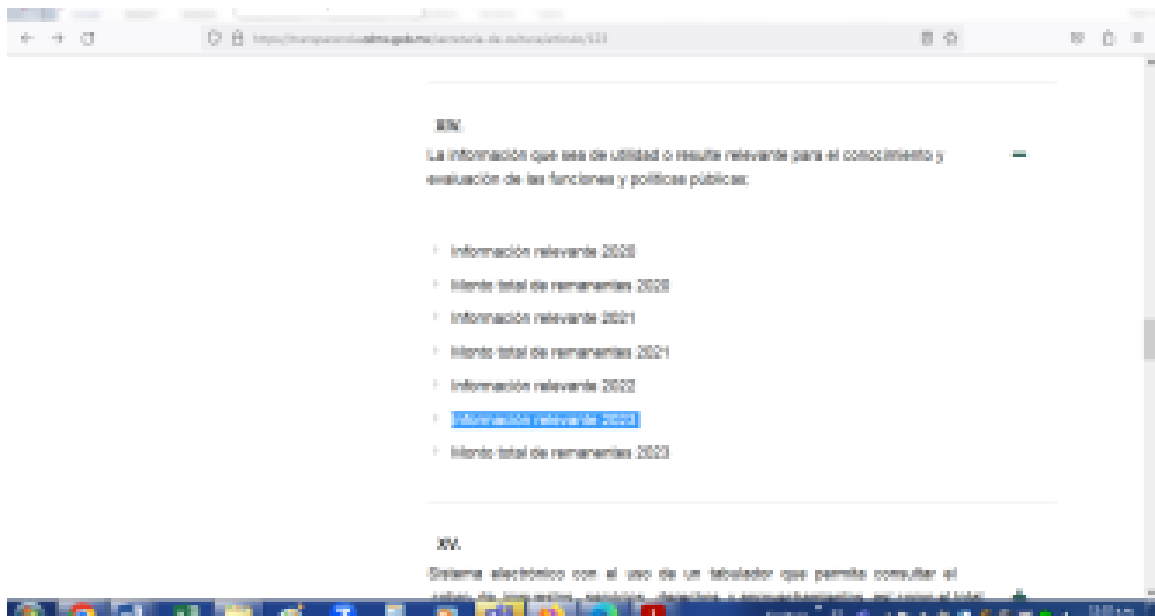 XIV.
La información que sea de utilidad o resulte relevante para el conocimiento y
evaluación de las funciones y políticas públicas;
Información relevante 2020
Monto total de remanentes 2020
Información relevante 2021
Monto total de remanentes 2021
Información relevante 2022
Información relevante 2023
Monto total de remanentes 2023
XV.
Sistema electrónico con el uso de un tabulador que permita consultar el